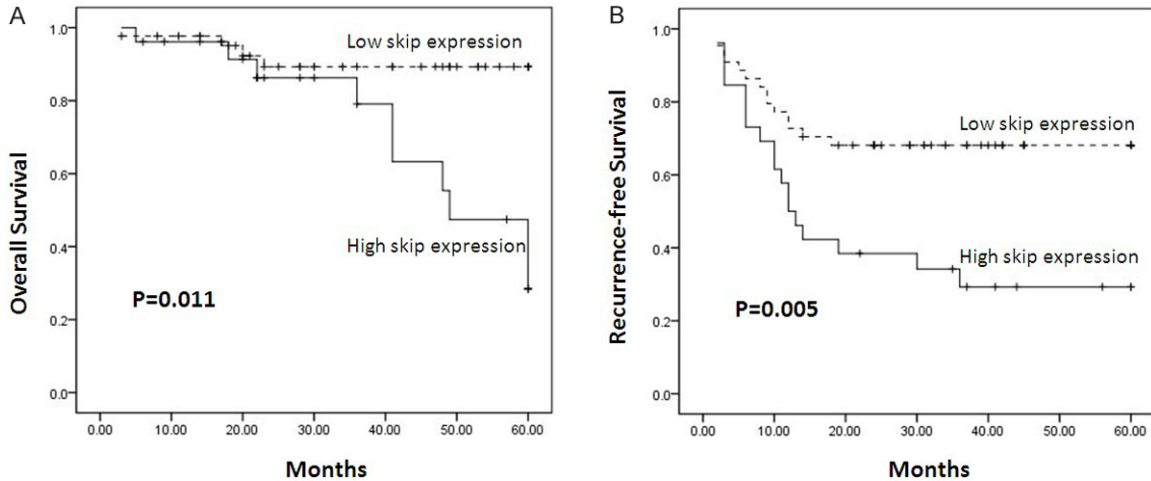 A
Overall Survival
1.0
0.8
0.6
0.4
0.2
0.0
Low skip expression
High skip expression
P=0.011
0.00 10.00 20.00 30.00 40.00 50.00 60.00
Months
B
Recurrence-free Survival
1.0
0.8
0.6
0.4
0.2
0.0
Low skip expression
High skip expression
P=0.005
0.00 10.00 20.00 30.00 40.00 50.00 60.00
Months